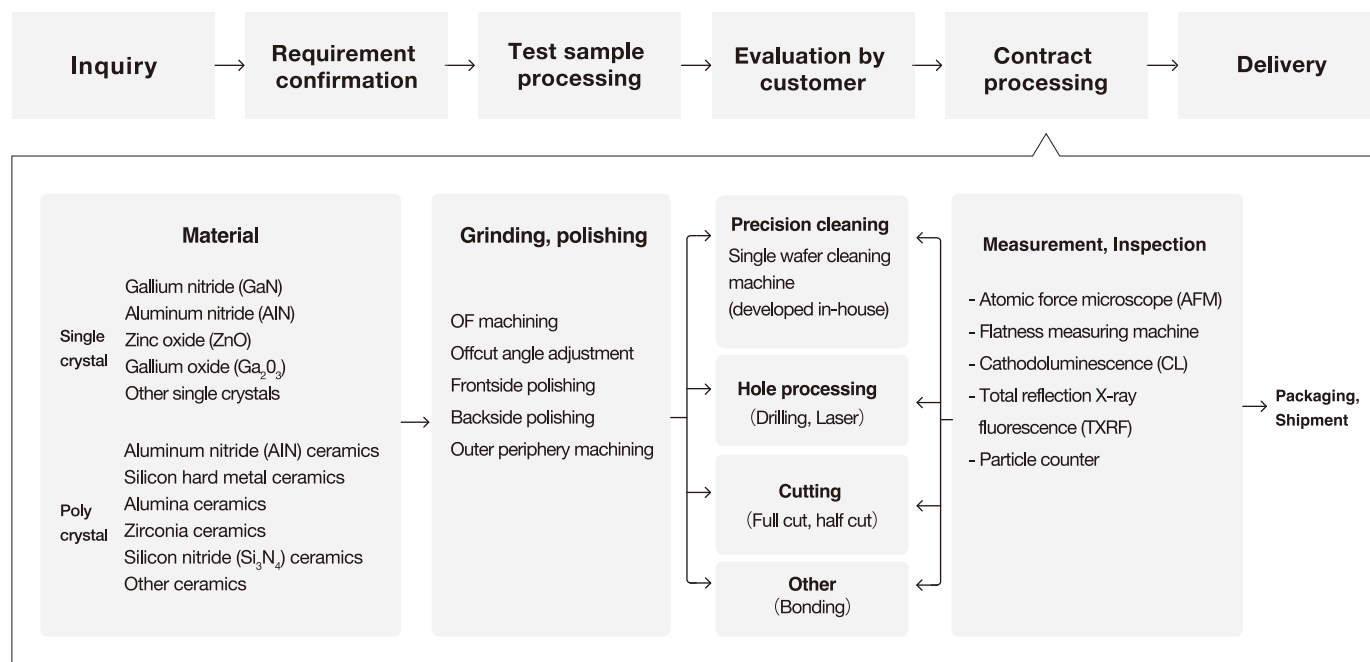 Inquiry
Requirement
confirmation
Test sample
processing
Evaluation by
customer
Contract
processing
Delivery
Material
Single
crystal
Gallium nitride (GaN)
Aluminum nitride (AlN)
Zinc oxide (ZnO)
Gallium oxide (Ga₂0₃)
Other single crystals
Poly
crystal
Aluminum nitride (AlN) ceramics
Silicon hard metal ceramics
Alumina ceramics
Zirconia ceramics
Silicon nitride (Si₃N₄) ceramics
Other ceramics
Grinding, polishing
OF machining
Offcut angle adjustment
Frontside polishing
Backside polishing
Outer periphery machining
Precision cleaning
Single wafer cleaning
machine
(developed in-house)
Hole processing
(Drilling, Laser)
Cutting
(Full cut, half cut)
Other
(Bonding)
Measurement, Inspection
- Atomic force microscope (AFM)
- Flatness measuring machine
- Cathodoluminescence (CL)
- Total reflection X-ray
fluorescence (TXRF)
- Particle counter
Packaging,
Shipment